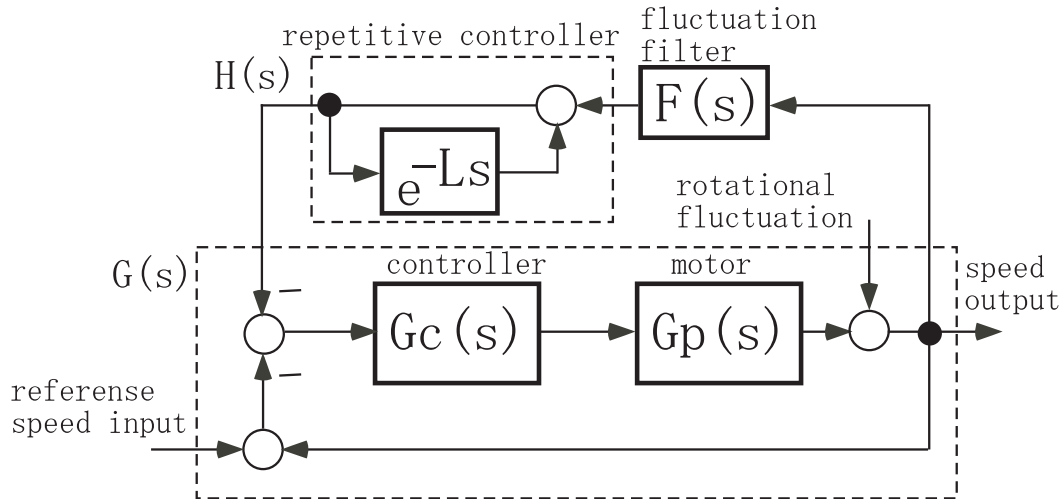 fluctuation
filter
repetitive controller
H(s)
F(s)
e^-Ls
rotational
fluctuation
G(s)
controller
motor
speed
output
−
Gc(s)
Gp(s)
−
referense
speed input